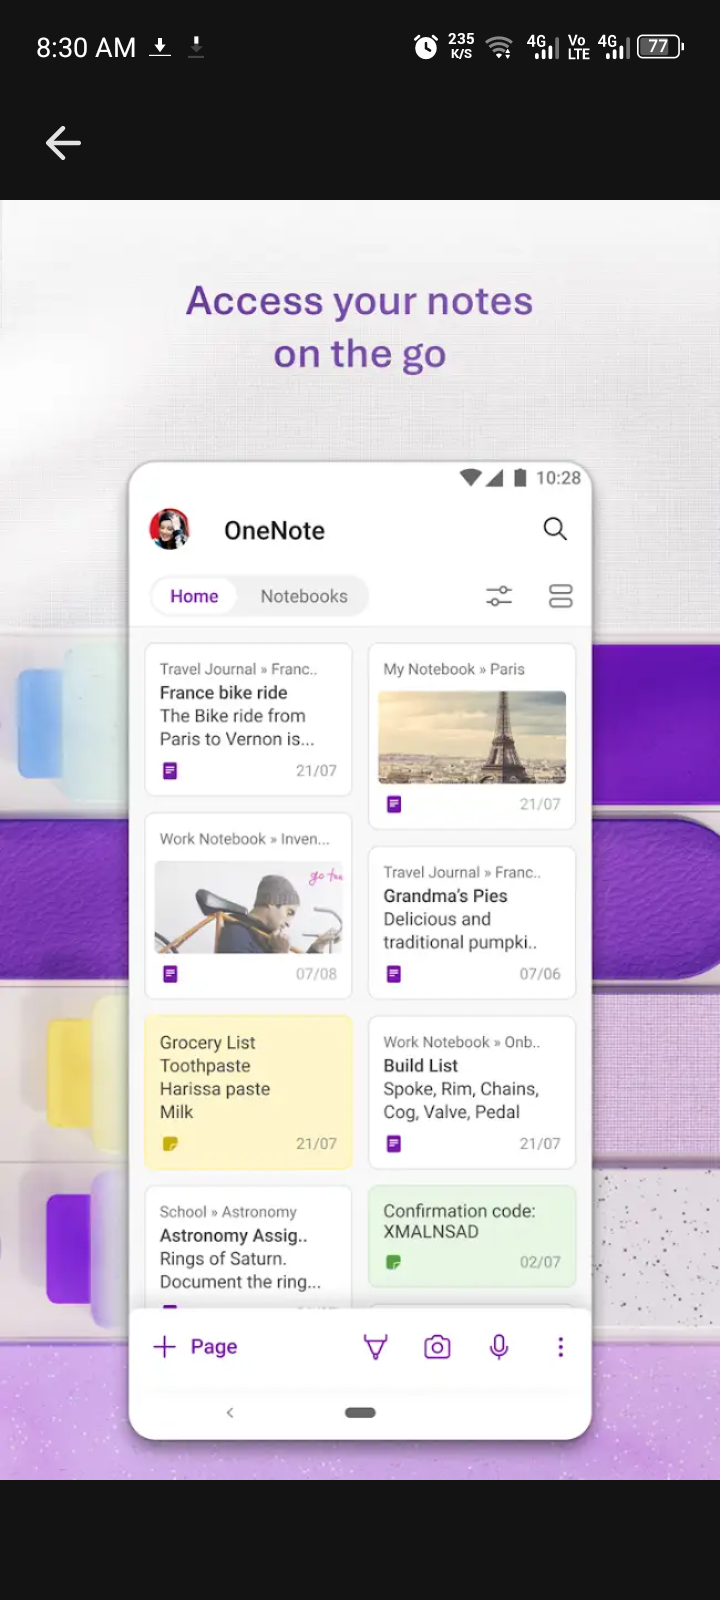 8:30 AM
235
K/S
4G
Vo
LTE
4G
77
Access your notes
on the go
10:28
OneNote
Home
Notebooks
Travel Journal » Franc..
France bike ride
The Bike ride from
Paris to Vernon is...
21/07
My Notebook » Paris
21/07
Work Notebook » Inven...
07/08
Travel Journal » Franc..
Grandma's Pies
Delicious and
traditional pumpki..
07/06
Grocery List
Toothpaste
Harissa paste
Milk
21/07
Work Notebook » Onb..
Build List
Spoke, Rim, Chains,
Cog, Valve, Pedal
21/07
School » Astronomy
Astronomy Assig..
Rings of Saturn.
Document the ring...
Confirmation code:
XMALNSAD
02/07
Page